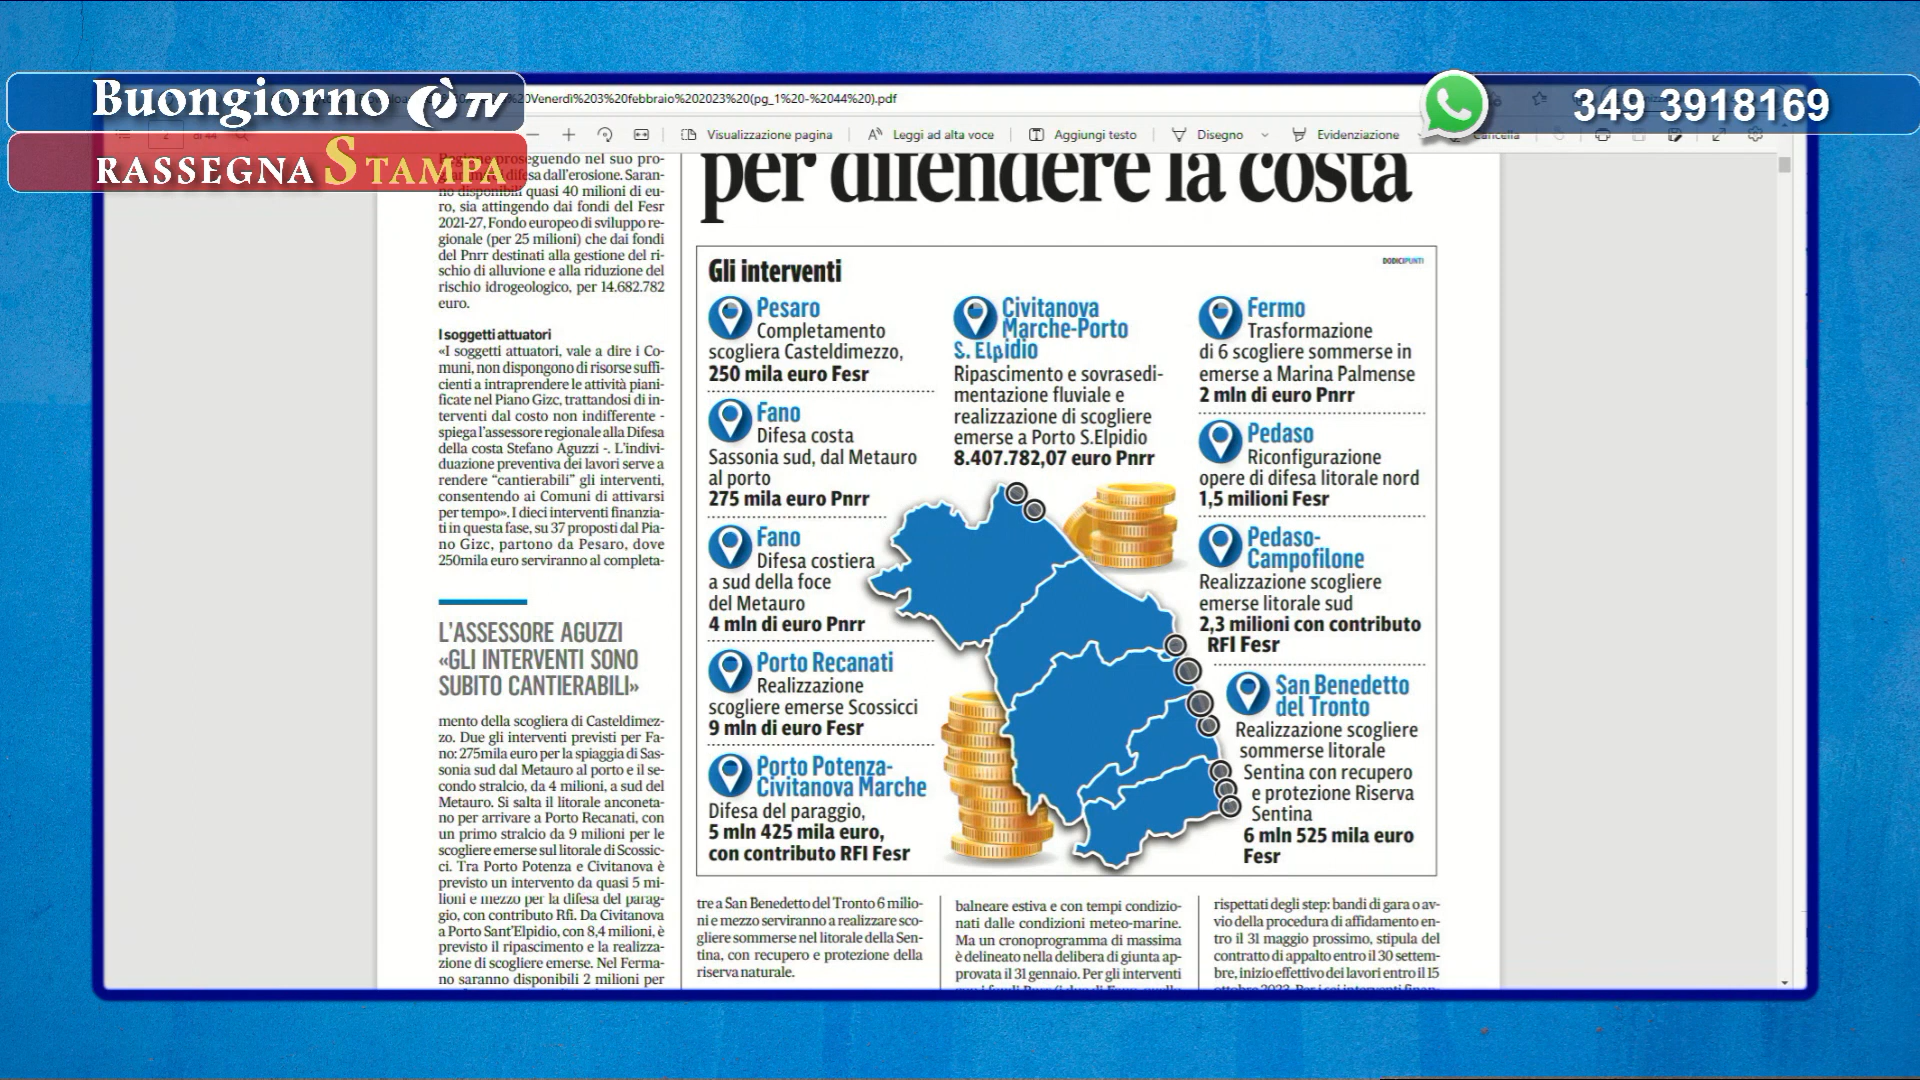 Buongiorno è TV
RASSEGNA STAMPA
349 3918169
Venerdì%203%20febbraio%202023%20(pg_1%20-%2044%20).pdf
Visualizzazione pagina
Leggi ad alta voce
Aggiungi testo
Disegno
Evidenziazione
per difendere la costa
proseguendo nel suo pro-
difesa dall'erosione. Saran-
no disponibili quasi 40 milioni di eu-
ro, sia attingendo dai fondi del Fesr
2021-27, Fondo europeo di sviluppo re-
gionale (per 25 milioni) che dai fondi
del Pnrr destinati alla gestione del ri-
schio di alluvione e alla riduzione del
rischio idrogeologico, per 14.682.782
euro.
I soggetti attuatori
«I soggetti attuatori, vale a dire i Co-
muni, non dispongono di risorse suffi-
cienti a intraprendere le attività piani-
ficate nel Piano Gizc, trattandosi di in-
terventi dal costo non indifferente -
spiega l'assessore regionale alla Difesa
della costa Stefano Aguzzi -. L'indivi-
duazione preventiva dei lavori serve a
rendere “cantierabili” gli interventi,
consentendo ai Comuni di attivarsi
per tempo». I dieci interventi finanzia-
ti in questa fase, su 37 proposti dal Pia-
no Gizc, partono da Pesaro, dove
250mila euro serviranno al completa-
L'ASSESSORE AGUZZI
«GLI INTERVENTI SONO
SUBITO CANTIERABILI»
mento della scogliera di Casteldimez-
zo. Due gli interventi previsti per Fa-
no: 275mila euro per la spiaggia di Sas-
sonia sud dal Metauro al porto e il se-
condo stralcio, da 4 milioni, a sud del
Metauro. Si salta il litorale anconeta-
no per arrivare a Porto Recanati, con
un primo stralcio da 9 milioni per le
scogliere emerse sul litorale di Scossic-
ci. Tra Porto Potenza e Civitanova è
previsto un intervento da quasi 5 mi-
lioni e mezzo per la difesa del parag-
gio, con contributo Rfi. Da Civitanova
a Porto Sant'Elpidio, con 8,4 milioni, è
previsto il ripascimento e la realizza-
zione di scogliere emerse. Nel Ferma-
no saranno disponibili 2 milioni per
Gli interventi
DODICIPUNTI
Pesaro
Completamento
scogliera Casteldimezzo,
250 mila euro Fesr
Fano
Difesa costa
Sassonia sud, dal Metauro
al porto
275 mila euro Pnrr
Fano
Difesa costiera
a sud della foce
del Metauro
4 mln di euro Pnrr
Porto Recanati
Realizzazione
scogliere emerse Scossicci
9 mln di euro Fesr
Porto Potenza-
Civitanova Marche
Difesa del paraggio,
5 mln 425 mila euro,
con contributo RFI Fesr
Civitanova
Marche-Porto
S. Elpidio
Ripascimento e sovrasedi-
mentazione fluviale e
realizzazione di scogliere
emerse a Porto S.Elpidio
8.407.782,07 euro Pnrr
Fermo
Trasformazione
di 6 scogliere sommerse in
emerse a Marina Palmense
2 mln di euro Pnrr
Pedaso
Riconfigurazione
opere di difesa litorale nord
1,5 milioni Fesr
Pedaso-
Campofilone
Realizzazione scogliere
emerse litorale sud
2,3 milioni con contributo
RFI Fesr
San Benedetto
del Tronto
Realizzazione scogliere
sommerse litorale
Sentina con recupero
e protezione Riserva
Sentina
6 mln 525 mila euro
Fesr
tre a San Benedetto del Tronto 6 milio-
ni e mezzo serviranno a realizzare sco-
gliere sommerse nel litorale della Sen-
tina, con recupero e protezione della
riserva naturale.
balneare estiva e con tempi condizio-
nati dalle condizioni meteo-marine.
Ma un cronoprogramma di massima
è delineato nella delibera di giunta ap-
provata il 31 gennaio. Per gli interventi
rispettati degli step: bandi di gara o av-
vio della procedura di affidamento en-
tro il 31 maggio prossimo, stipula del
contratto di appalto entro il 30 settem-
bre, inizio effettivo dei lavori entro il 15